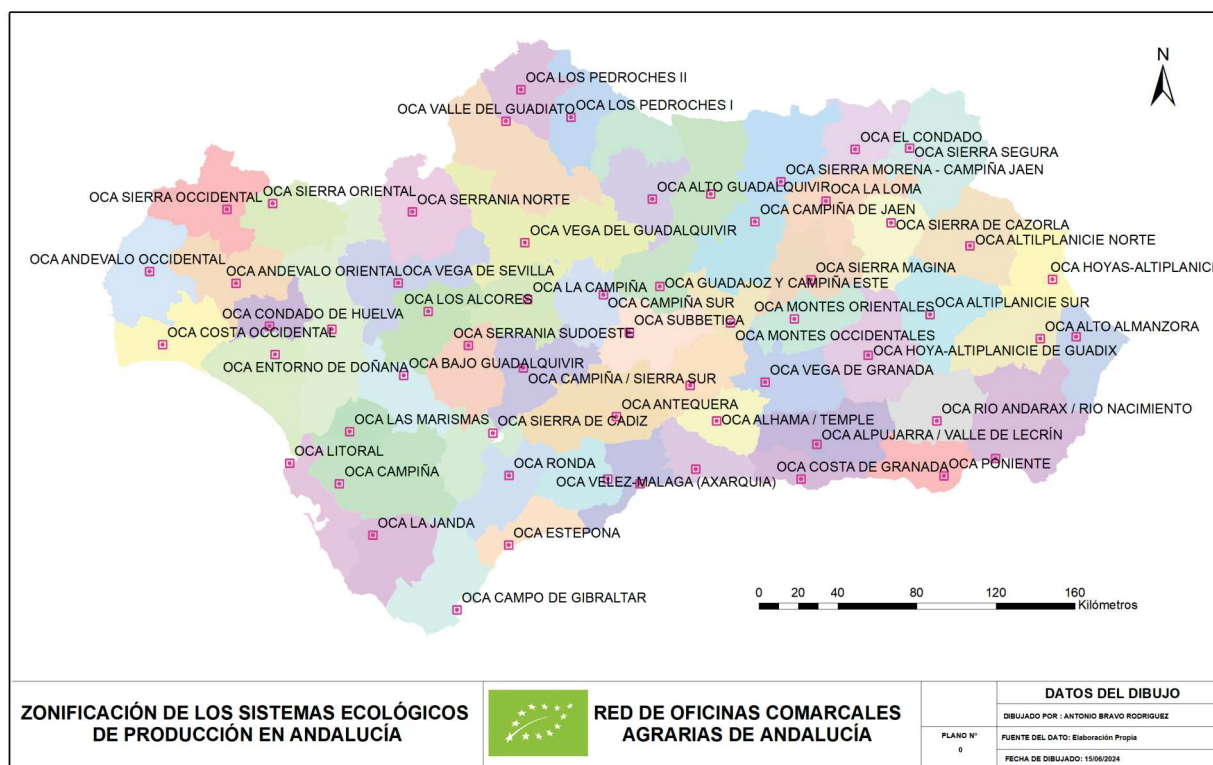 N
OCA LOS PEDROCHES II
OCA VALLE DEL GUADIATO
OCA LOS PEDROCHES I
OCA EL CONDADO
OCA SIERRA SEGURA
OCA SIERRA MORENA - CAMPIÑA JAEN
OCA SIERRA OCCIDENTAL
OCA SIERRA ORIENTAL
OCA SERRANIA NORTE
OCA ALTO GUADALQUIVIR
OCA LA LOMA
OCA CAMPIÑA DE JAEN
OCA SIERRA DE CAZORLA
OCA VEGA DEL GUADALQUIVIR
OCA ALTILPLANICIE NORTE
OCA ANDEVALO OCCIDENTAL
OCA ANDEVALO ORIENTAL
OCA VEGA DE SEVILLA
OCA SIERRA MAGINA
OCA HOYAS-ALTIPLANICI
OCA LA CAMPIÑA
OCA GUADAJOZ Y CAMPIÑA ESTE
OCA LOS ALCORES
OCA CAMPIÑA SUR
OCA MONTES ORIENTALES
OCA ALTIPLANICIE SUR
OCA CONDADO DE HUELVA
OCA SUBBETICA
OCA COSTA OCCIDENTAL
OCA SERRANIA SUDOESTE
OCA MONTES OCCIDENTALES
OCA ALTO ALMANZORA
OCA HOYA-ALTIPLANICIE DE GUADIX
OCA ENTORNO DE DOÑANA
OCA BAJO GUADALQUIVIR
OCA VEGA DE GRANADA
OCA CAMPIÑA / SIERRA SUR
OCA ANTEQUERA
OCA RIO ANDARAX / RIO NACIMIENTO
OCA LAS MARISMAS
OCA SIERRA DE CADIZ
OCA ALHAMA / TEMPLE
OCA ALPUJARRA / VALLE DE LECRÍN
OCA LITORAL
OCA CAMPIÑA
OCA RONDA
OCA VELEZ-MALAGA (AXARQUIA)
OCA COSTA DE GRANADA
OCA PONIENTE
OCA LA JANDA
OCA ESTEPONA
OCA CAMPO DE GIBRALTAR
0 40 80 120 160
Kilómetros
ZONIFICACIÓN DE LOS SISTEMAS ECOLÓGICOS
DE PRODUCCIÓN EN ANDALUCÍA
RED DE OFICINAS COMARCALES
AGRARIAS DE ANDALUCÍA
PLANO Nº
0
DATOS DEL DIBUJO
DIBUJADO POR : ANTONIO BRAVO RODRIGUEZ
FUENTE DEL DATO: Elaboración Propia
FECHA DE DIBUJADO: 15/06/2024